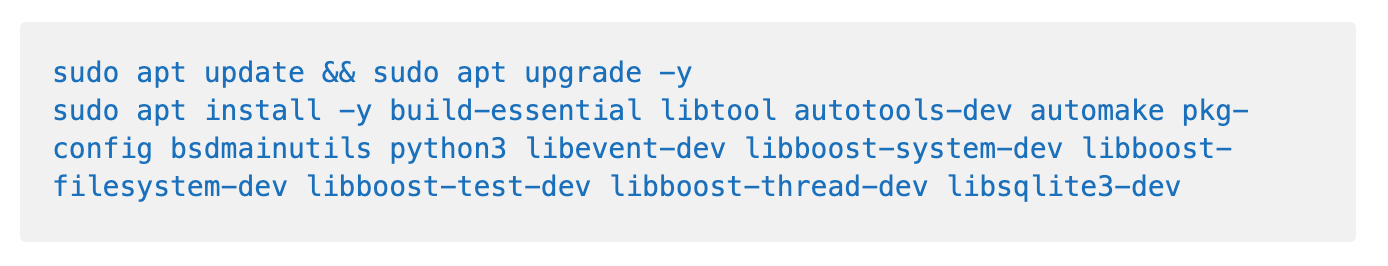 sudo apt update && sudo apt upgrade -y
sudo apt install -y build-essential libtool autotools-dev automake pkg-
config bsdmainutils python3 libevent-dev libboost-system-dev libboost-
filesystem-dev libboost-test-dev libboost-thread-dev libsqlite3-dev